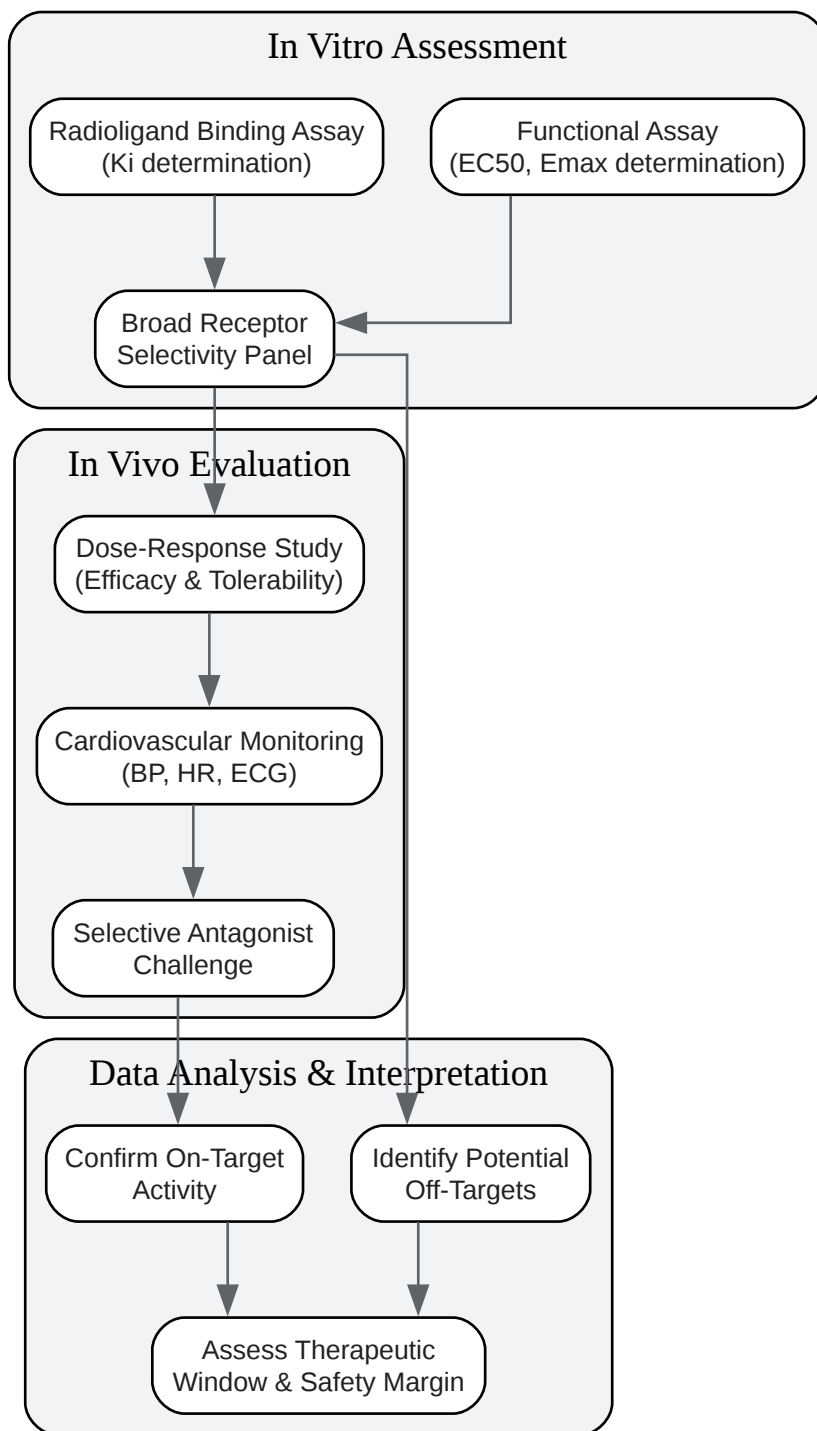 In Vitro Assessment
Radioligand Binding Assay
(Ki determination)
Functional Assay
(EC50, Emax determination)
Broad Receptor
Selectivity Panel
In Vivo Evaluation
Dose-Response Study
(Efficacy & Tolerability)
Cardiovascular Monitoring
(BP, HR, ECG)
Selective Antagonist
Challenge
Data Analysis & Interpretation
Confirm On-Target
Activity
Identify Potential
Off-Targets
Assess Therapeutic
Window & Safety Margin